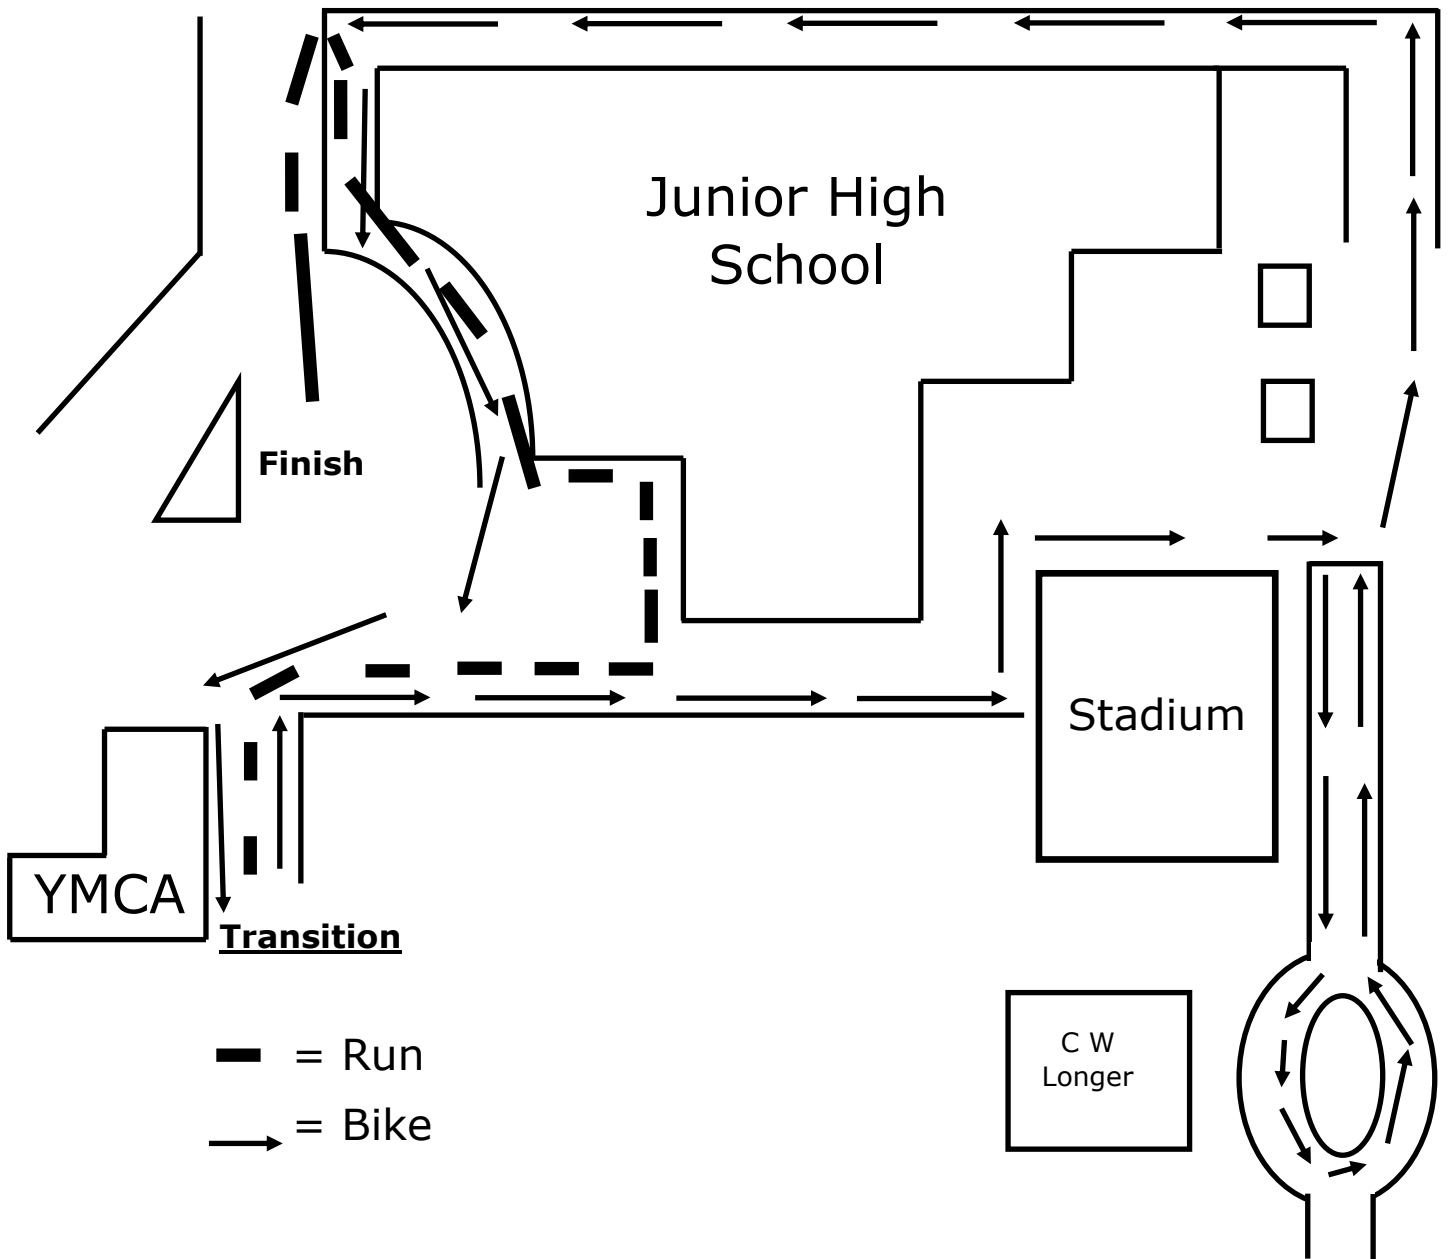 Junior High
School
Finish
Stadium
YMCA
Transition
C W
Longer
= Run
= Bike